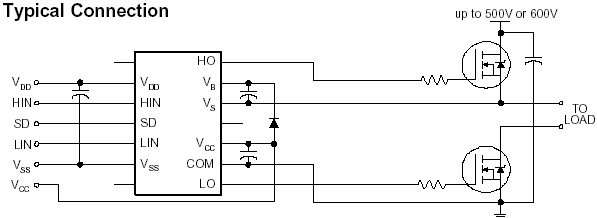 Typical Connection
up to 500V or 600V
HO
VDD VDD VB
HIN HIN VS
SD SD
LIN LIN VCC
VSS VSS COM
VCC LO
TO
LOAD